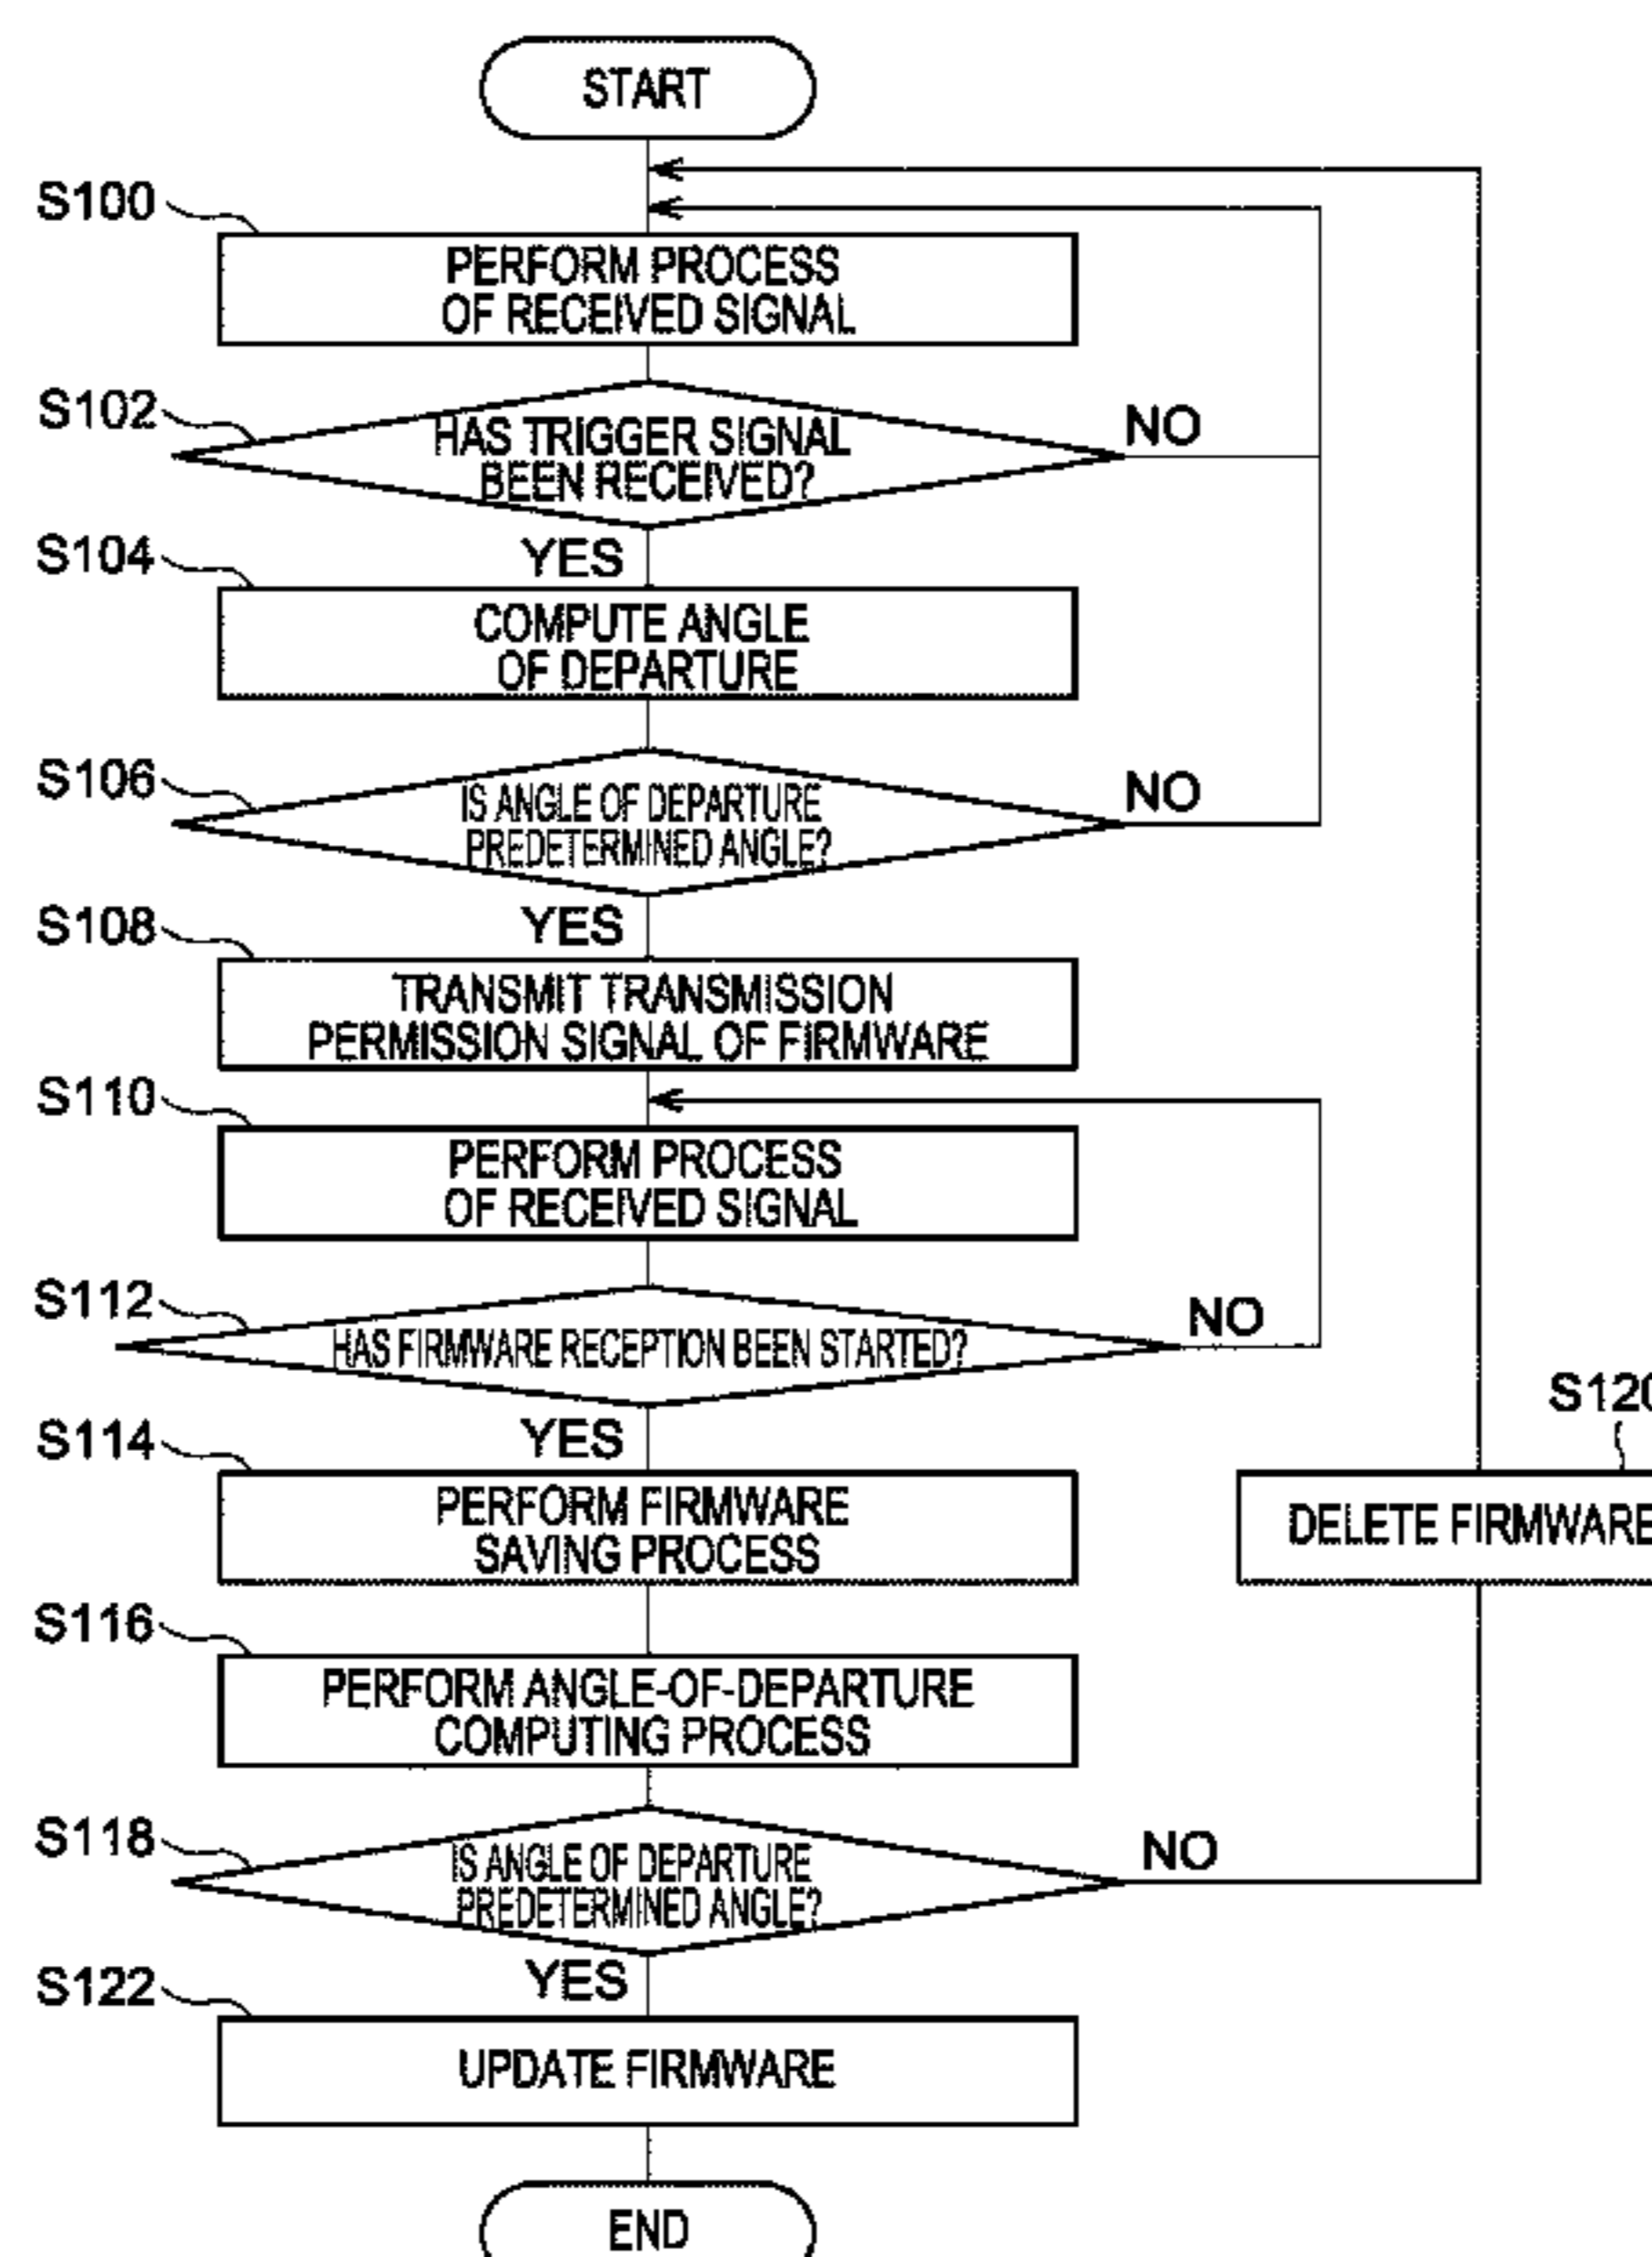 START
S100
PERFORM PROCESS
OF RECEIVED SIGNAL
S102
HAS TRIGGER SIGNAL
BEEN RECEIVED?
NO
YES
S104
COMPUTE ANGLE
OF DEPARTURE
S106
IS ANGLE OF DEPARTURE
PREDETERMINED ANGLE?
NO
YES
S108
TRANSMIT TRANSMISSION
PERMISSION SIGNAL OF FIRMWARE
S110
PERFORM PROCESS
OF RECEIVED SIGNAL
S112
HAS FIRMWARE RECEPTION BEEN STARTED?
NO
YES
S114
PERFORM FIRMWARE
SAVING PROCESS
S120
DELETE FIRMWARE
S116
PERFORM ANGLE-OF-DEPARTURE
COMPUTING PROCESS
S118
IS ANGLE OF DEPARTURE
PREDETERMINED ANGLE?
NO
YES
S122
UPDATE FIRMWARE
END